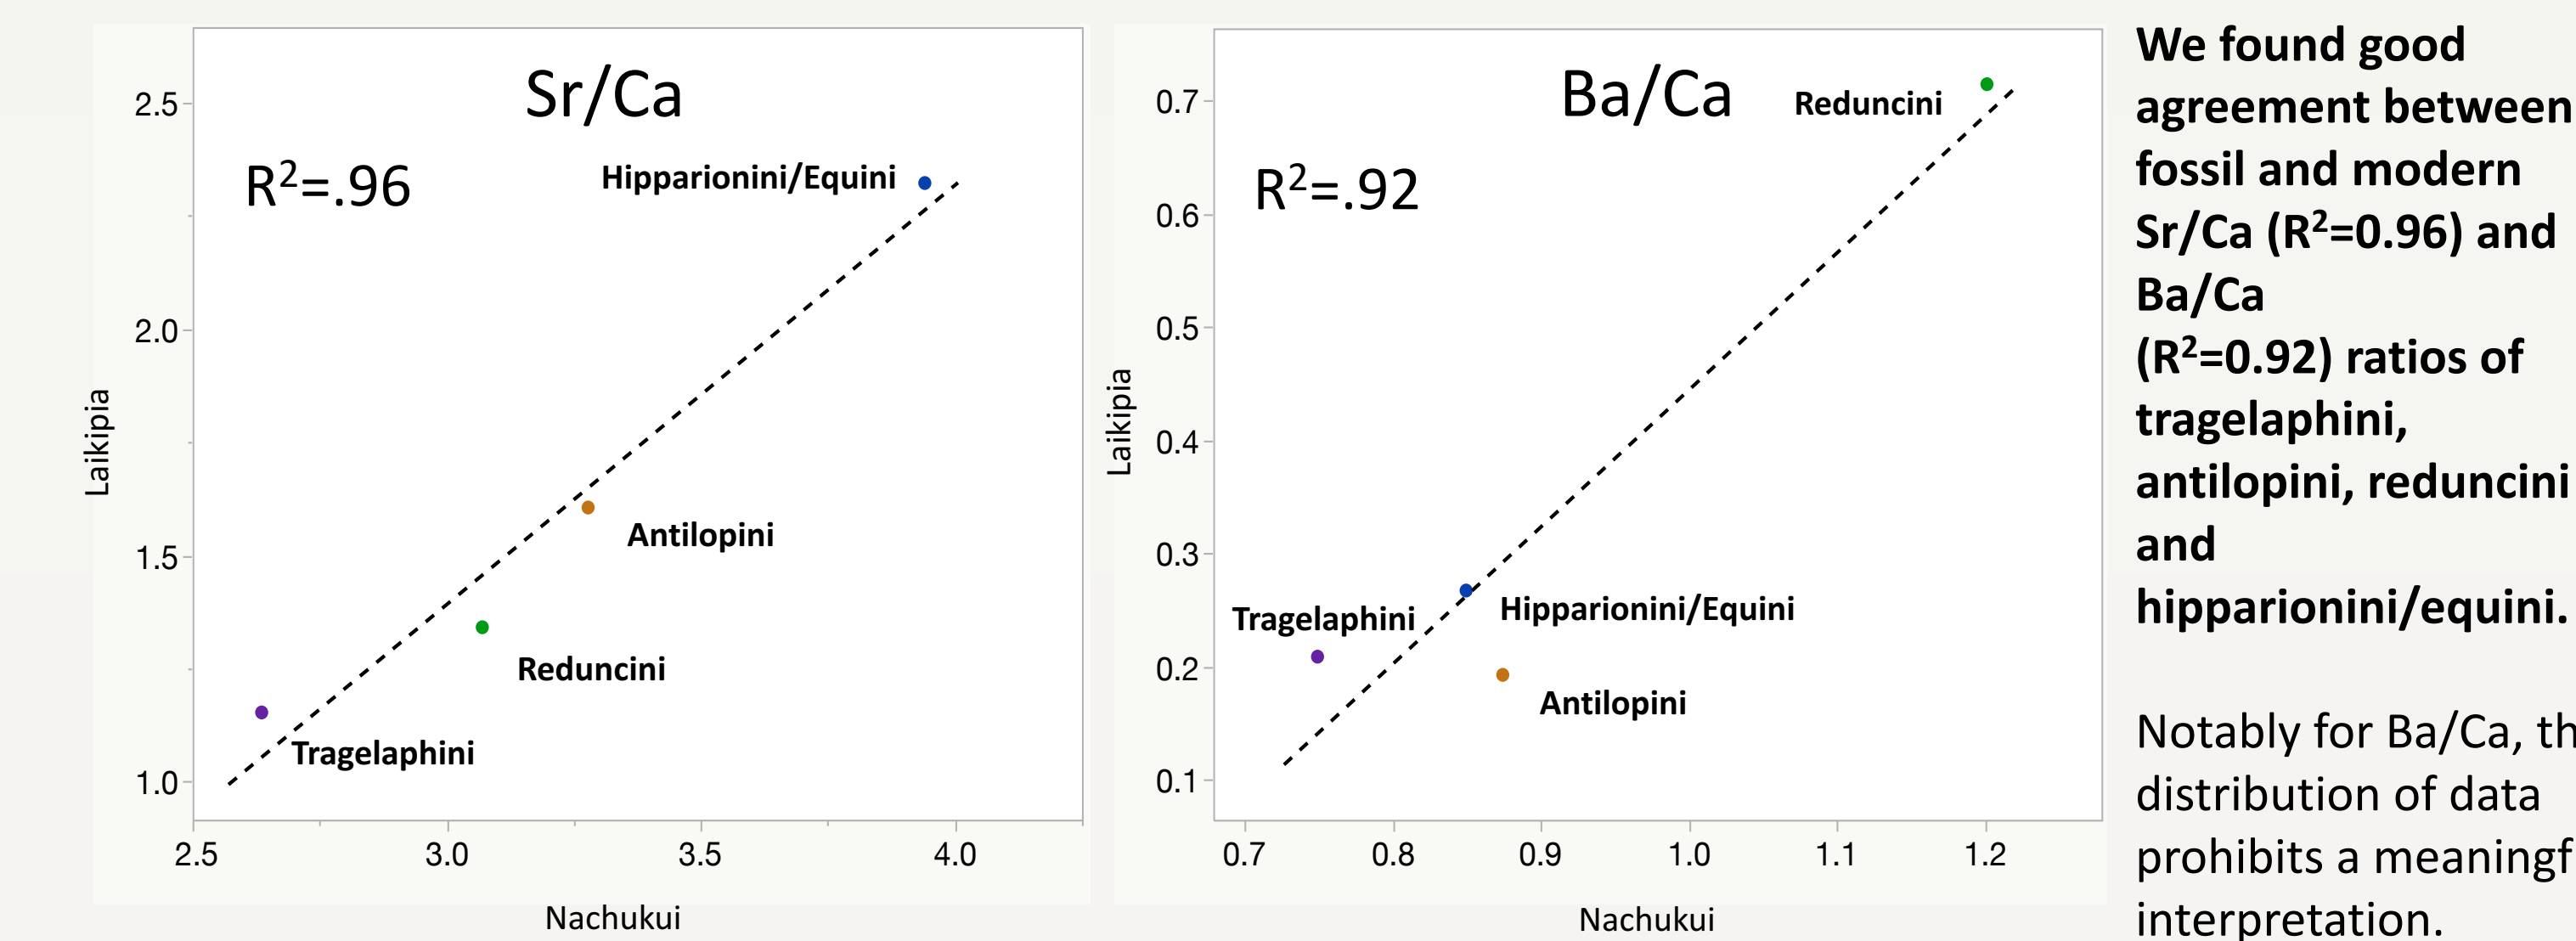 Sr/Ca
R²=.96
Hipparionini/Equini
Antilopini
Reduncini
Tragelaphini
2.5
2.0
1.5
1.0
Laikipia
2.5 3.0 3.5 4.0
Nachukui
Ba/Ca
Reduncini
R²=.92
Tragelaphini
Hipparionini/Equini
Antilopini
0.7
0.6
0.5
0.4
0.3
0.2
0.1
Laikipia
0.7 0.8 0.9 1.0 1.1 1.2
Nachukui
We found good
agreement between
fossil and modern
Sr/Ca (R²=0.96) and
Ba/Ca
(R²=0.92) ratios of
tragelaphini,
antilopini, reduncini
and
hipparionini/equini.
Notably for Ba/Ca, th
distribution of data
prohibits a meaningf
interpretation.